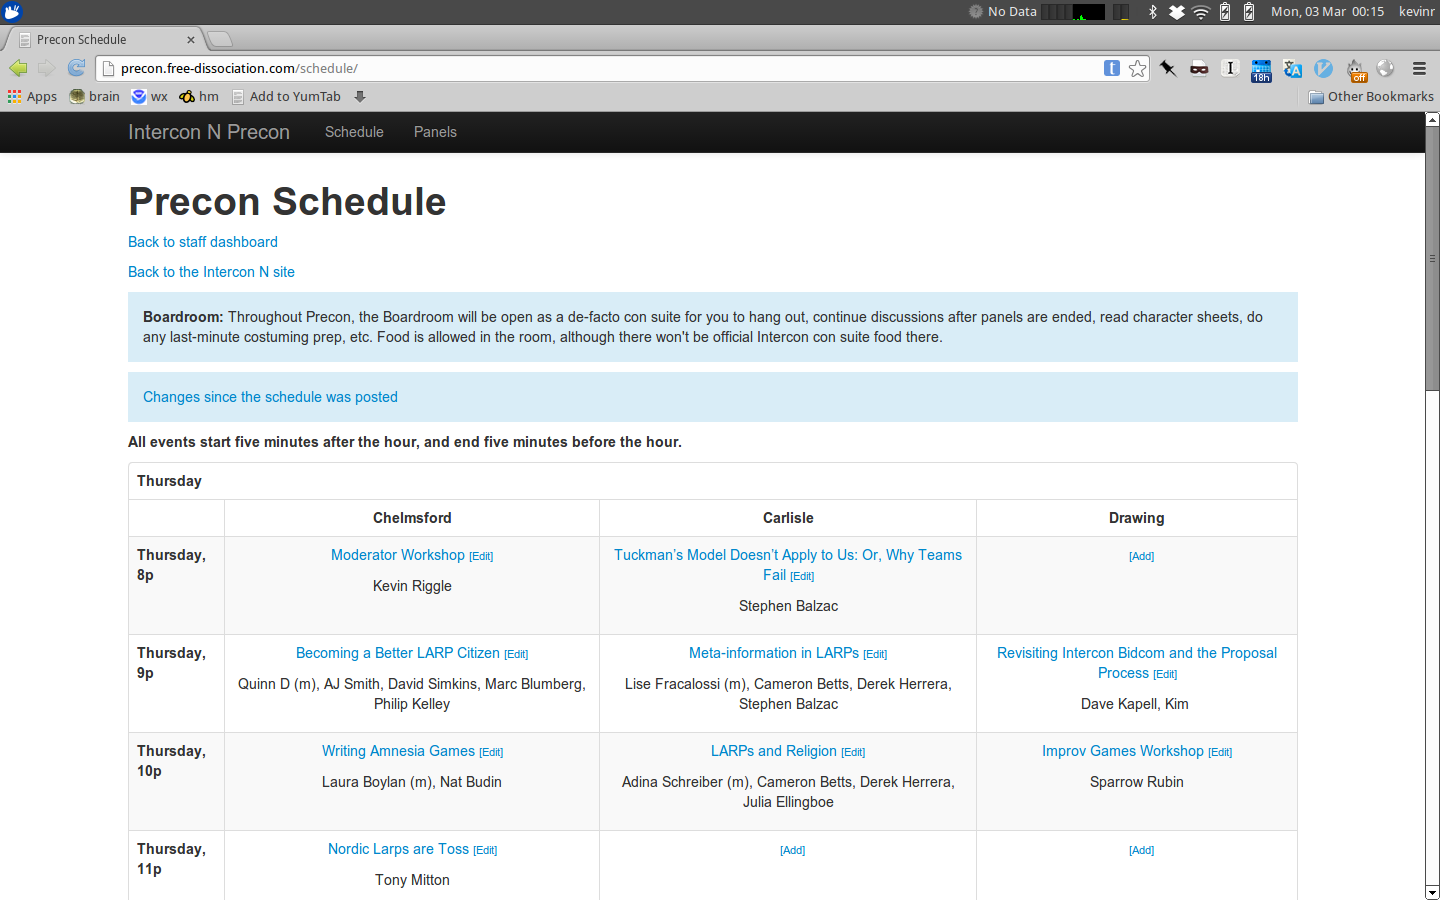 No Data
Mon, 03 Mar 00:15
kevinr
Precon Schedule
precon.free-dissociation.com/schedule/
t
I
18h
A
off
Apps
brain
wx
hm
Add to YumTab
Other Bookmarks
Intercon N Precon
Schedule
Panels
Precon Schedule
Back to staff dashboard
Back to the Intercon N site
Boardroom: Throughout Precon, the Boardroom will be open as a de-facto con suite for you to hang out, continue discussions after panels are ended, read character sheets, do
any last-minute costuming prep, etc. Food is allowed in the room, although there won't be official Intercon con suite food there.
Changes since the schedule was posted
All events start five minutes after the hour, and end five minutes before the hour.
Thursday
Chelmsford
Carlisle
Drawing
Thursday,
8p
Moderator Workshop [Edit]
Kevin Riggle
Tuckman’s Model Doesn’t Apply to Us: Or, Why Teams
Fail [Edit]
Stephen Balzac
[Add]
Thursday,
9p
Becoming a Better LARP Citizen [Edit]
Quinn D (m), AJ Smith, David Simkins, Marc Blumberg,
Philip Kelley
Meta-information in LARPs [Edit]
Lise Fracalossi (m), Cameron Betts, Derek Herrera,
Stephen Balzac
Revisiting Intercon Bidcom and the Proposal
Process [Edit]
Dave Kapell, Kim
Thursday,
10p
Writing Amnesia Games [Edit]
Laura Boylan (m), Nat Budin
LARPs and Religion [Edit]
Adina Schreiber (m), Cameron Betts, Derek Herrera,
Julia Ellingboe
Improv Games Workshop [Edit]
Sparrow Rubin
Thursday,
11p
Nordic Larps are Toss [Edit]
Tony Mitton
[Add]
[Add]